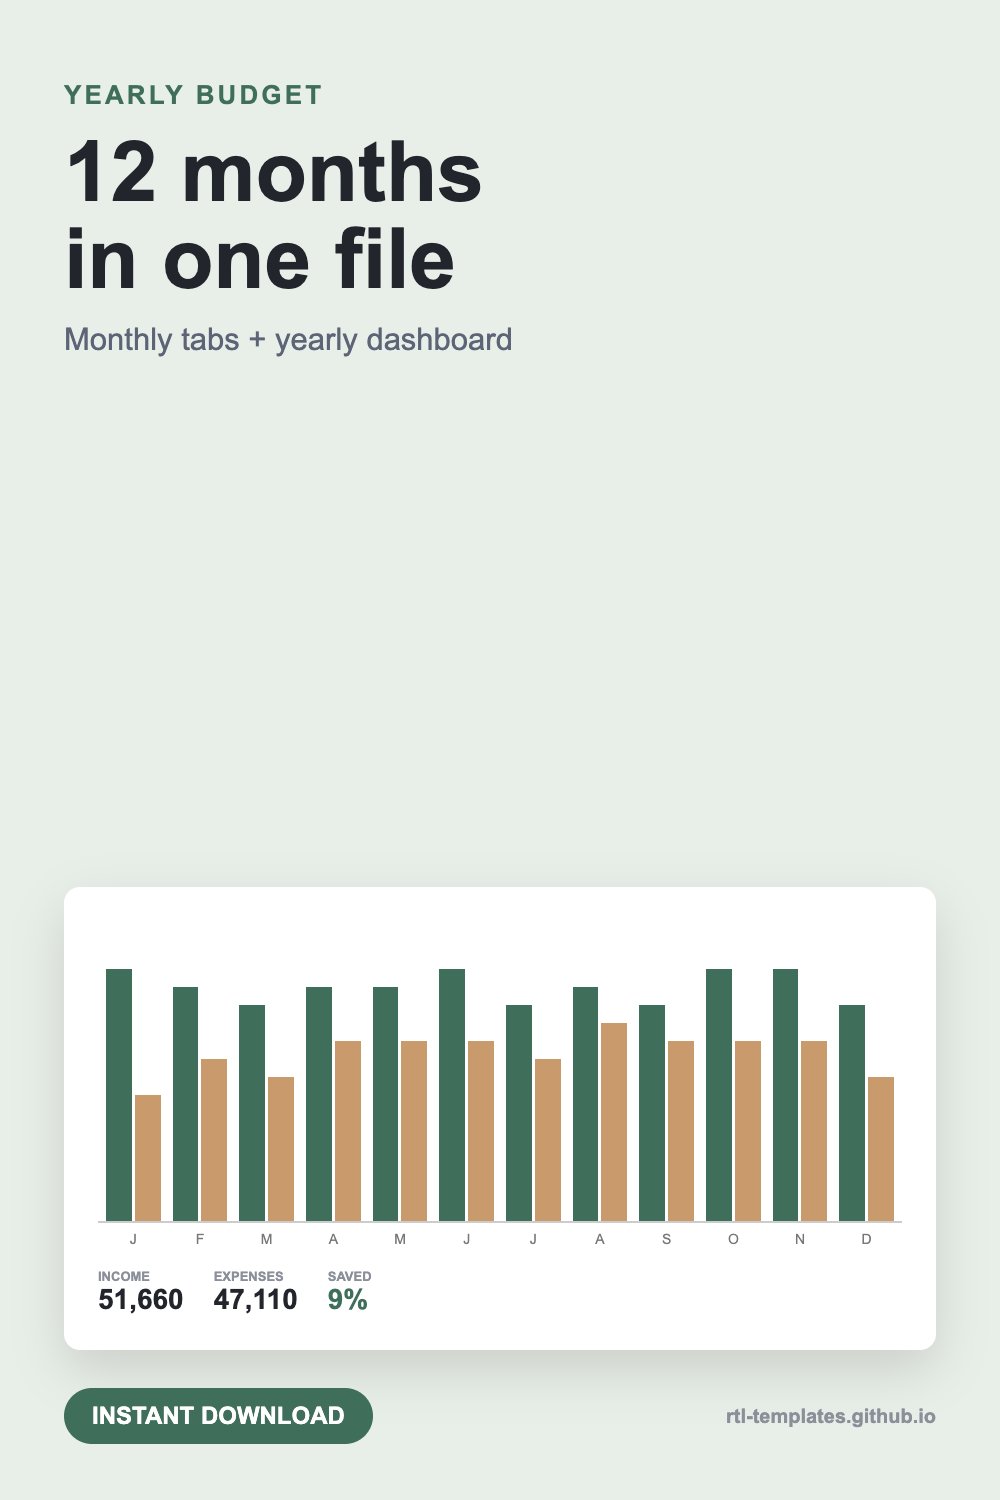 YEARLY BUDGET
12 months
in one file
Monthly tabs + yearly dashboard
J F M A M J J A S O N D
INCOME EXPENSES SAVED
51,660 47,110 9%
INSTANT DOWNLOAD
rtl-templates.github.io